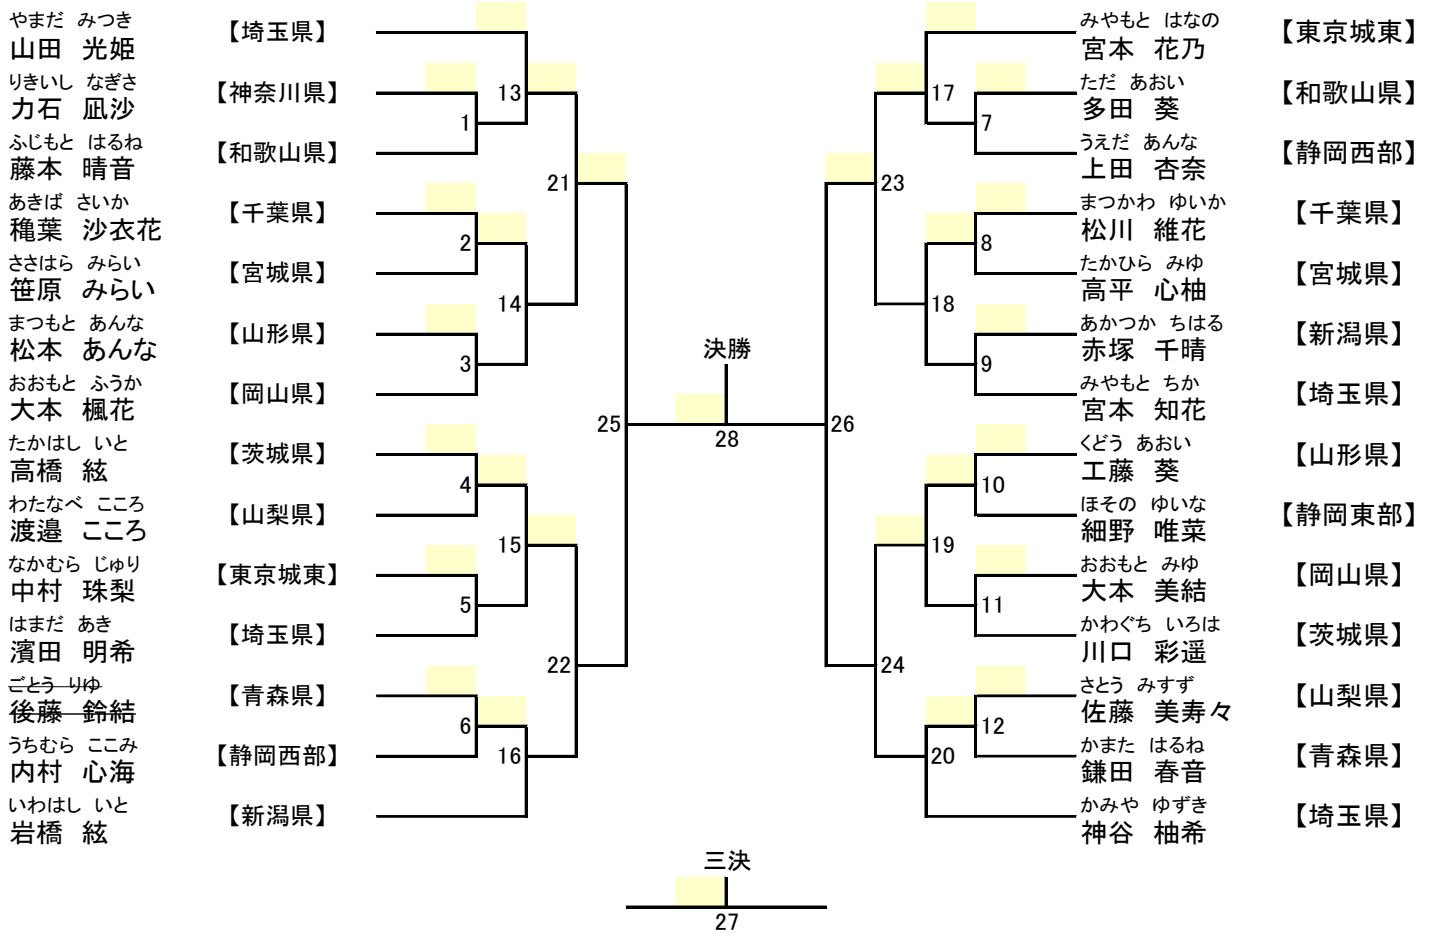 やまだ みつき
山田 光姫 【埼玉県】
りきいし なぎさ
力石 凪沙 【神奈川県】
ふじもと はるね
藤本 晴音 【和歌山県】
あきば さいか
穐葉 沙衣花 【千葉県】
ささはら みらい
笹原 みらい 【宮城県】
まつもと あんな
松本 あんな 【山形県】
おおもと ふうか
大本 楓花 【岡山県】
たかはし いと
高橋 絃 【茨城県】
わたなべ こころ
渡邉 こころ 【山梨県】
なかむら じゅり
中村 珠梨 【東京城東】
はまだ あき
濱田 明希 【埼玉県】
ごとう りゆ
後藤 鈴結 【青森県】
うちむら ここみ
内村 心海 【静岡西部】
いわはし いと
岩橋 絃 【新潟県】
1
2
3
4
5
6
13
14
15
16
21
22
25
決勝
28
三決
27
26
23
24
17
18
19
20
7
8
9
10
11
12
みやもと はなの
宮本 花乃 【東京城東】
ただ あおい
多田 葵 【和歌山県】
うえだ あんな
上田 杏奈 【静岡西部】
まつかわ ゆいか
松川 維花 【千葉県】
たかひら みゆ
高平 心柚 【宮城県】
あかつか ちはる
赤塚 千晴 【新潟県】
みやもと ちか
宮本 知花 【埼玉県】
くどう あおい
工藤 葵 【山形県】
ほその ゆいな
細野 唯菜 【静岡東部】
おおもと みゆ
大本 美結 【岡山県】
かわぐち いろは
川口 彩遥 【茨城県】
さとう みすず
佐藤 美寿々 【山梨県】
かまた はるね
鎌田 春音 【青森県】
かみや ゆずき
神谷 柚希 【埼玉県】